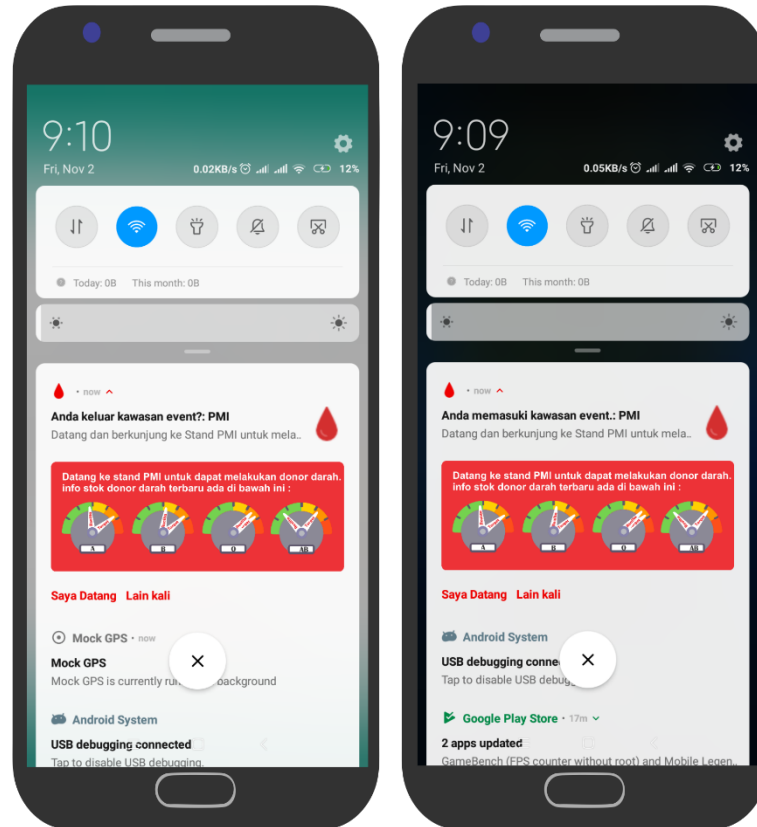 9:10
Fri, Nov 2
0.02KB/s
12%
Today: 0B This month: 0B
• now
Anda keluar kawasan event?: PMI
Datang dan berkunjung ke Stand PMI untuk mela..
Datang ke stand PMI untuk dapat melakukan donor darah.
info stok donor darah terbaru ada di bawah ini :
A B O AB
Saya Datang Lain kali
Mock GPS • now
Mock GPS
Mock GPS is currently background
Android System
USB debugging connected
Tap to disable USB debugging.
9:09
Fri, Nov 2
0.05KB/s
12%
Today: 0B This month: 0B
• now
Anda memasuki kawasan event.: PMI
Datang dan berkunjung ke Stand PMI untuk mela..
Datang ke stand PMI untuk dapat melakukan donor darah.
info stok donor darah terbaru ada di bawah ini :
A B O AB
Saya Datang Lain kali
Android System
USB debugging conne
Tap to disable USB debug
Google Play Store • 17m
2 apps updated
GameBench (FPS counter without root) and Mobile Legen..